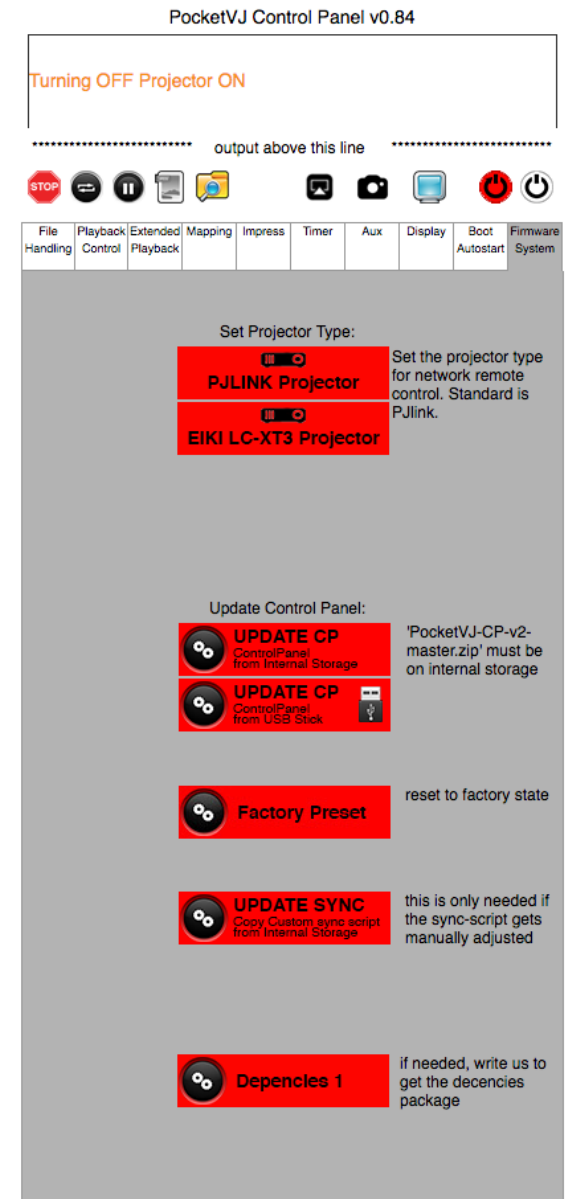 PocketVJ Control Panel v0.84
Turning OFF Projector ON
************************** output above this line **************************
STOP
File Handling
Playback Control
Extended Playback
Mapping
Impress
Timer
Aux
Display
Boot Autostart
Firmware System
Set Projector Type:
PJLINK Projector
EIKI LC-XT3 Projector
Set the projector type
for network remote
control. Standard is
PJlink.
Update Control Panel:
UPDATE CP
ControlPanel
from Internal Storage
'PocketVJ-CP-v2-
master.zip' must be
on internal storage
UPDATE CP
ControlPanel
from USB Stick
Factory Preset
reset to factory state
UPDATE SYNC
Copy Custom sync script
from Internal Storage
this is only needed if
the sync-script gets
manually adjusted
Depencies 1
if needed, write us to
get the decencies
package